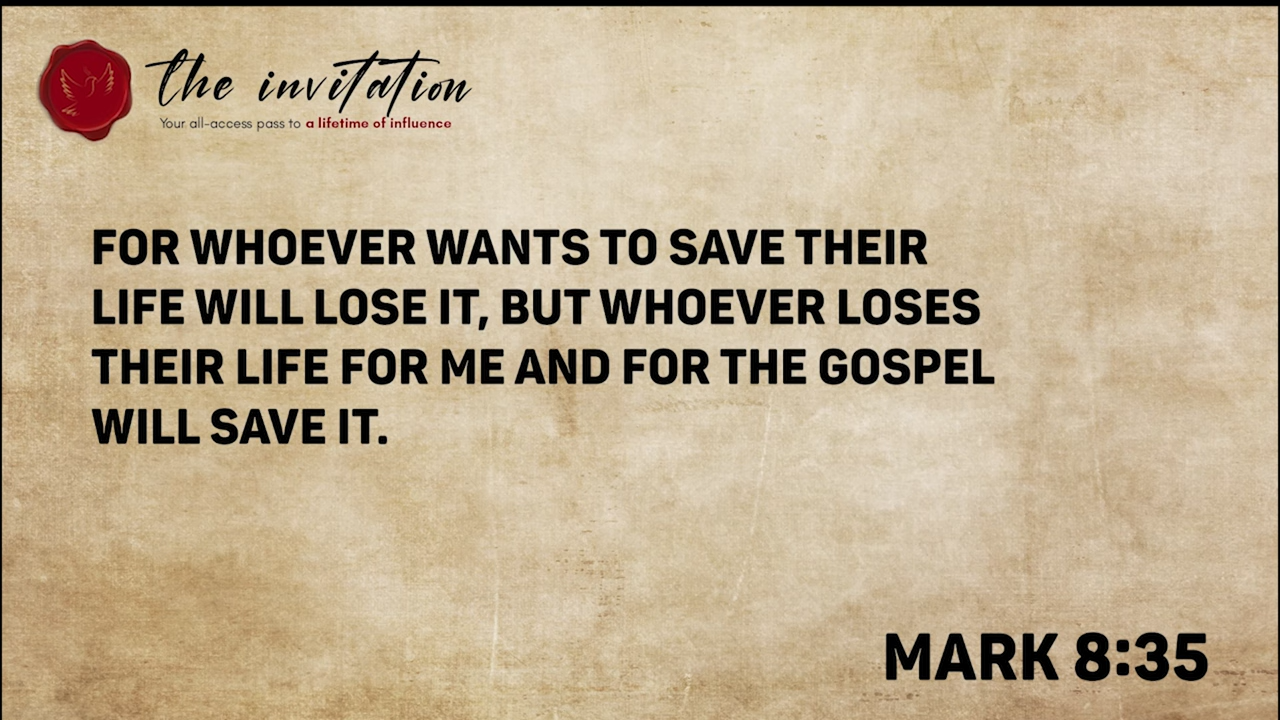 the invitation
Your all-access pass to a lifetime of influence
FOR WHOEVER WANTS TO SAVE THEIR
LIFE WILL LOSE IT, BUT WHOEVER LOSES
THEIR LIFE FOR ME AND FOR THE GOSPEL
WILL SAVE IT.
MARK 8:35